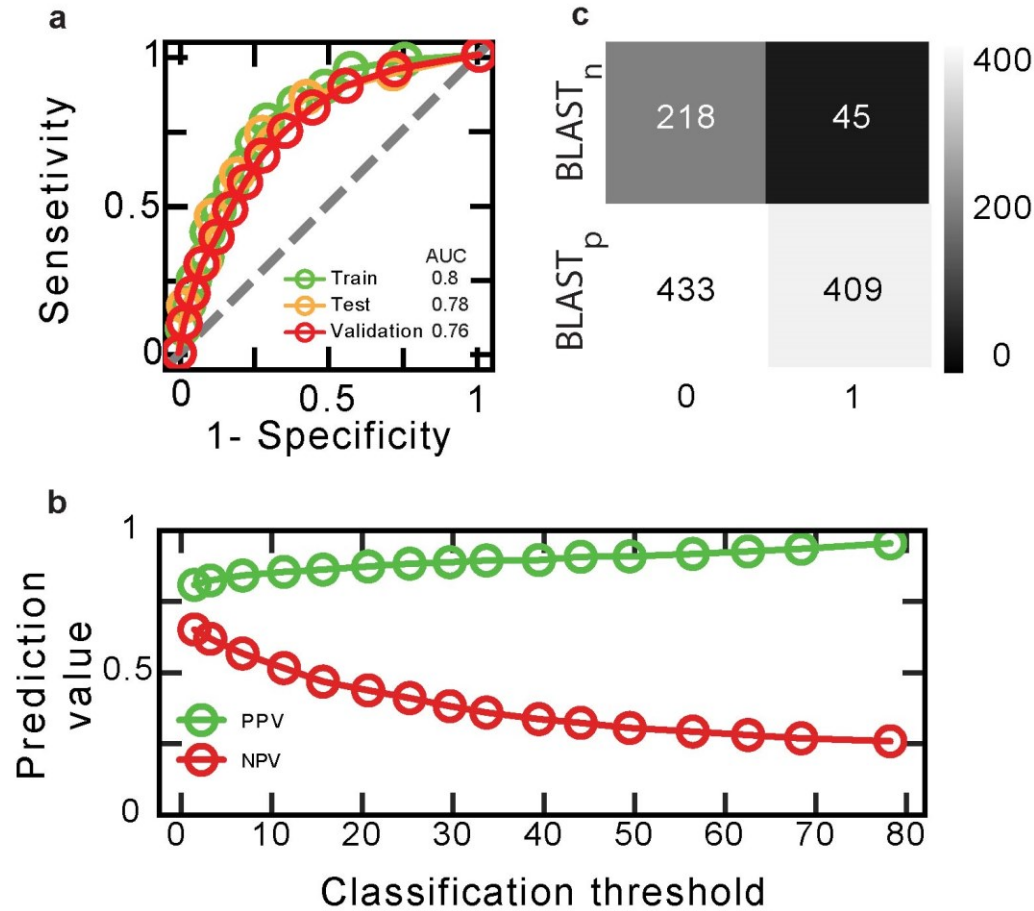 a
Sensetivity
1
0.5
0
0
0.5
1
1- Specificity
AUC
Train 0.8
Test 0.78
Validation 0.76
c
BLAST_n
218 45
BLAST_p
433 409
0 1
400
200
0
b
Prediction value
1
0.5
0
PPV
NPV
0 10 20 30 40 50 60 70 80
Classification threshold